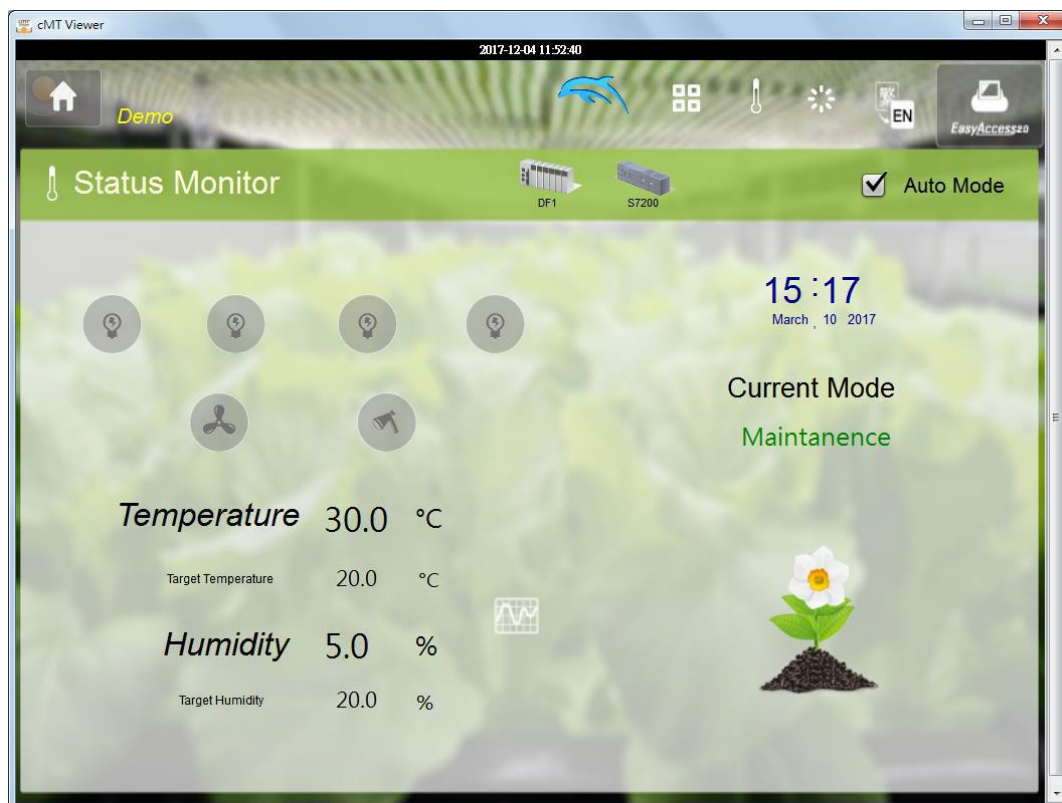 cMT Viewer
2017-12-04 11:52:40
Demo
EN
EasyAccess20
Status Monitor
DF1
S7200
Auto Mode
15 : 17
March , 10 2017
Current Mode
Maintanence
Temperature 30.0 °C
Target Temperature 20.0 °C
Humidity 5.0 %
Target Humidity 20.0 %